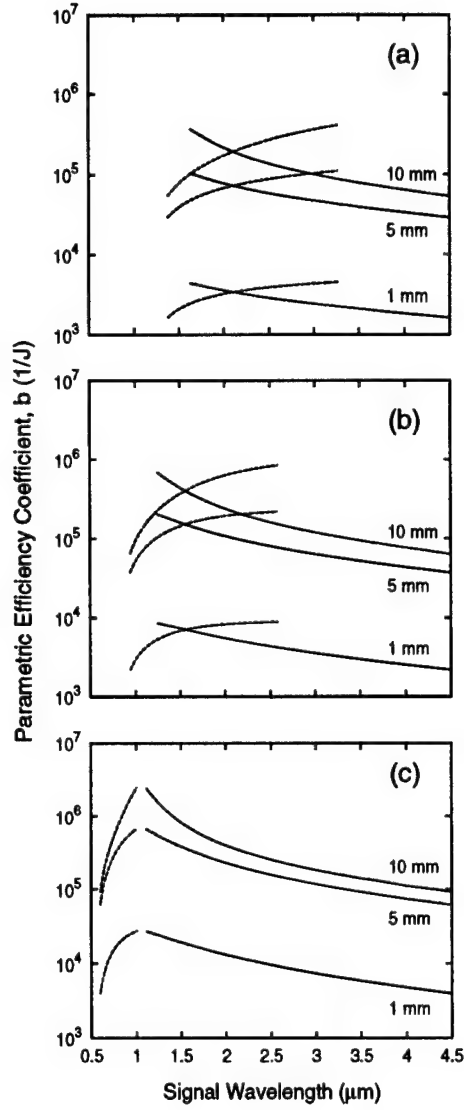 Parametric Efficiency Coefficient, b (1/J)
10⁷
(a)
10⁶
10⁵
10 mm
5 mm
10⁴
1 mm
10³
10⁷
(b)
10⁶
10⁵
10 mm
5 mm
10⁴
1 mm
10³
10⁷
(c)
10⁶
10 mm
10⁵
5 mm
10⁴
1 mm
10³
0.5 1 1.5 2 2.5 3 3.5 4 4.5
Signal Wavelength (μm)